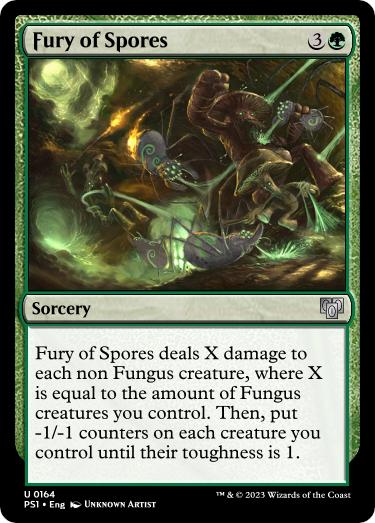 Fury of Spores 3
Sorcery
Fury of Spores deals X damage to
each non Fungus creature, where X
is equal to the amount of Fungus
creatures you control. Then, put
-1/-1 counters on each creature you
control until their toughness is 1.
U 0164
PS1 • Eng Unknown Artist
™ & © 2023 Wizards of the Coast